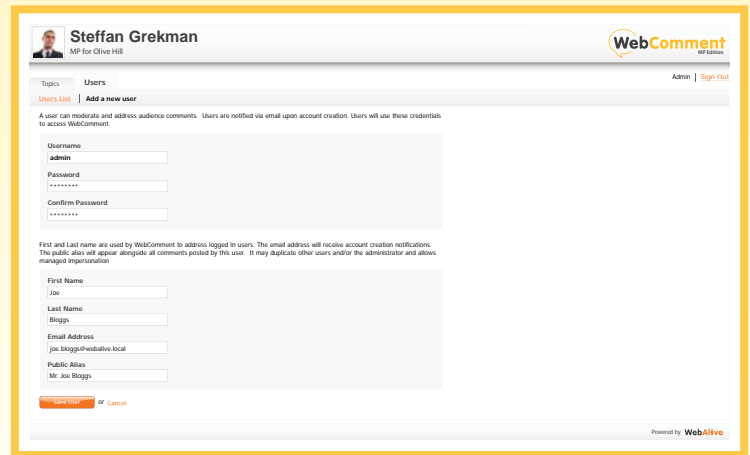 Steffan Grekman
MP for Olive Hill
WebComment
MP Edition
Admin | Sign Out
Topics Users
Users List | Add a new user
A user can moderate and address audience comments. Users are notified via email upon account creation. Users will use these credentials
to access WebComment.
Username
admin
Password
********
Confirm Password
********
First and Last name are used by WebComment to address logged in users. The email address will receive account creation notifications.
The public alias will appear alongside all comments posted by this user. It may duplicate other users and/or the administrator and allows
managed impersonation
First Name
Joe
Last Name
Bloggs
Email Address
joe.bloggs@webalive.local
Public Alias
Mr. Joe Bloggs
Save User or Cancel
Powered by WebAlive